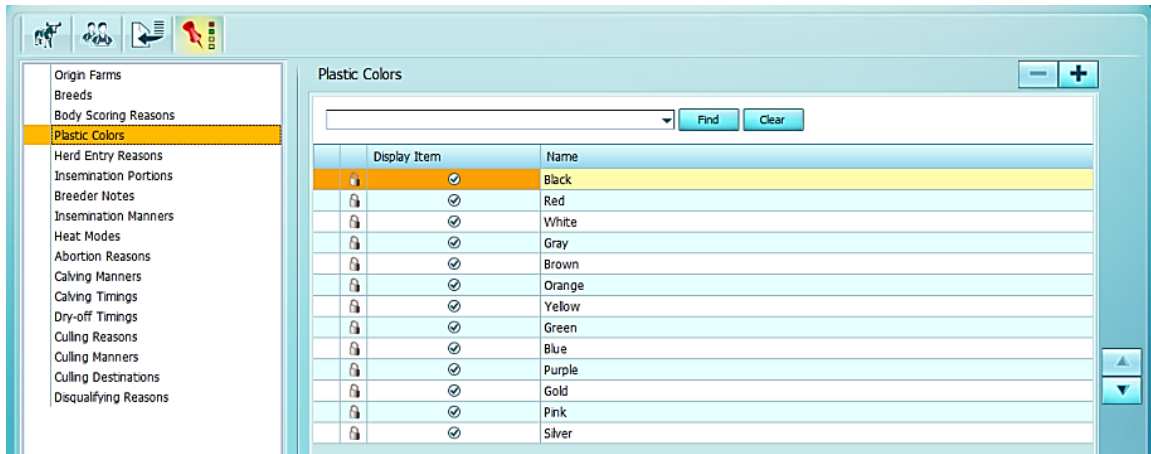 Origin Farms
Breeds
Body Scoring Reasons
Plastic Colors
Herd Entry Reasons
Insemination Portions
Breeder Notes
Insemination Manners
Heat Modes
Abortion Reasons
Calving Manners
Calving Timings
Dry-off Timings
Culling Reasons
Culling Manners
Culling Destinations
Disqualifying Reasons
Plastic Colors
Find Clear
Display Item Name
Black
Red
White
Gray
Brown
Orange
Yellow
Green
Blue
Purple
Gold
Pink
Silver